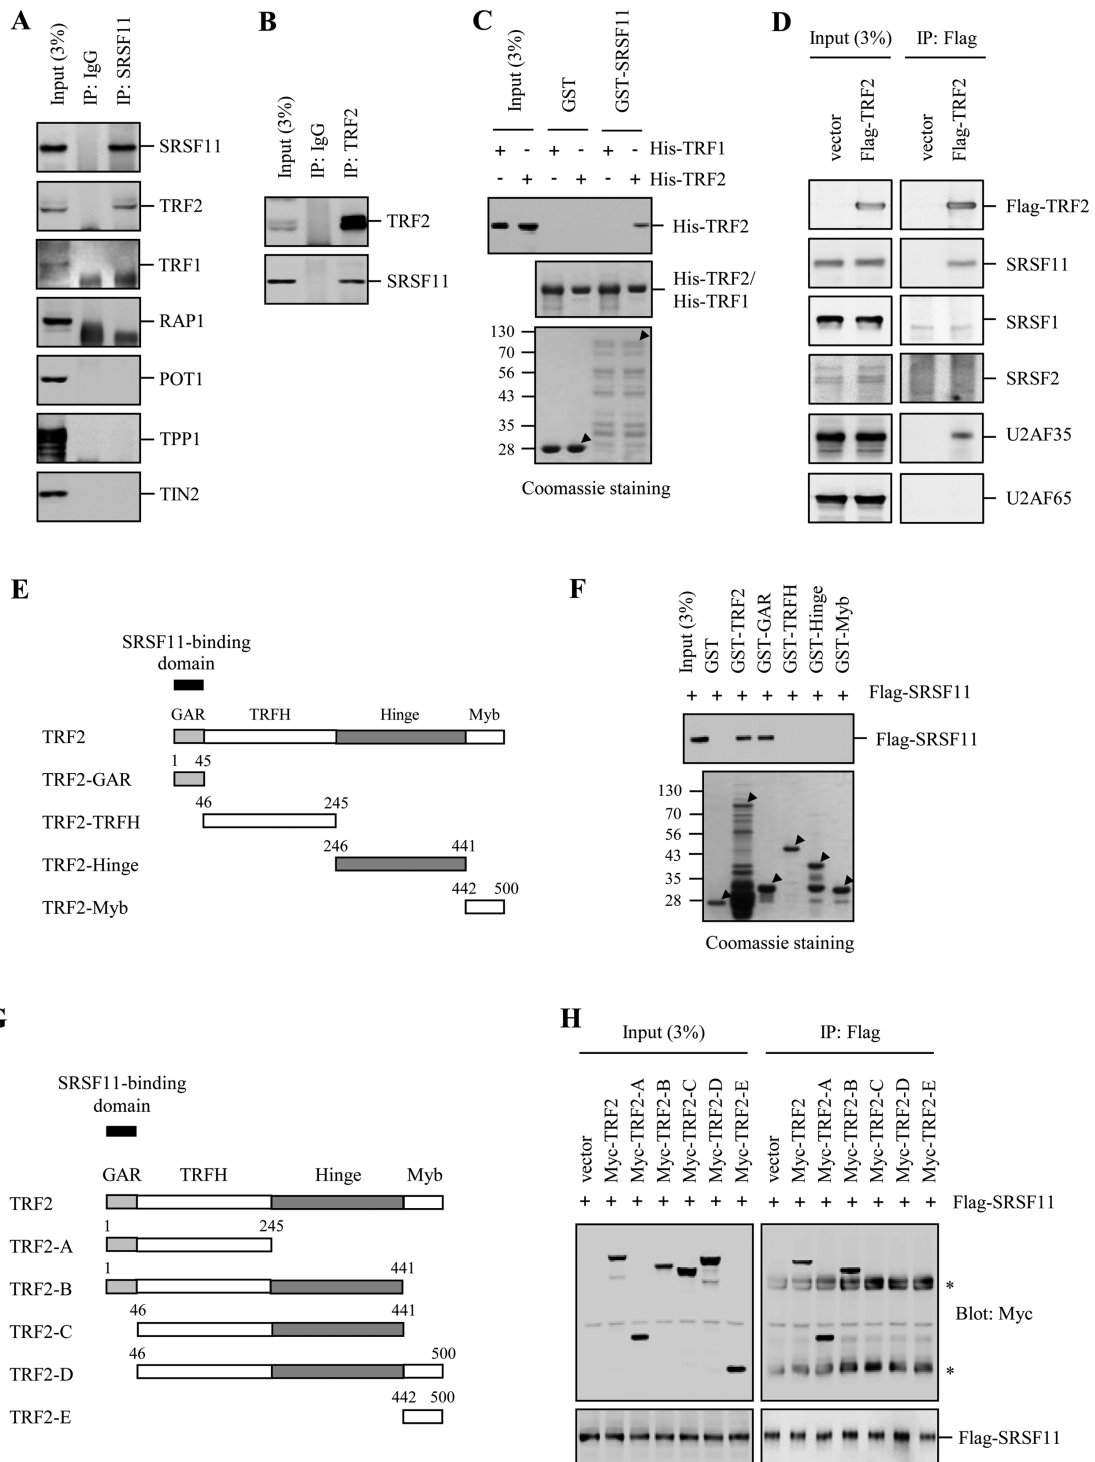 A
Input (3%)
IP: IgG
IP: SRSF11
SRSF11
TRF2
TRF1
RAP1
POT1
TPP1
TIN2
B
Input (3%)
IP: IgG
IP: TRF2
TRF2
SRSF11
C
Input (3%)
GST
GST-SRSF11
+ - + - + - His-TRF1
- + - + - + His-TRF2
His-TRF2
His-TRF2/
His-TRF1
130
70
56
43
35
28
Coomassie staining
D
Input (3%) IP: Flag
vector
Flag-TRF2
vector
Flag-TRF2
Flag-TRF2
SRSF11
SRSF1
SRSF2
U2AF35
U2AF65
E
SRSF11-binding
domain
GAR TRFH Hinge Myb
TRF2
1 45
TRF2-GAR
46 245
TRF2-TRFH
246 441
TRF2-Hinge
442 500
TRF2-Myb
F
Input (3%)
GST
GST-TRF2
GST-GAR
GST-TRFH
GST-Hinge
GST-Myb
+ + + + + + + Flag-SRSF11
Flag-SRSF11
130
70
56
43
35
28
Coomassie staining
G
SRSF11-binding
domain
GAR TRFH Hinge Myb
TRF2
1 245
TRF2-A
1 441
TRF2-B
46 441
TRF2-C
46 500
TRF2-D
442 500
TRF2-E
H
Input (3%) IP: Flag
vector
Myc-TRF2
Myc-TRF2-A
Myc-TRF2-B
Myc-TRF2-C
Myc-TRF2-D
Myc-TRF2-E
vector
Myc-TRF2
Myc-TRF2-A
Myc-TRF2-B
Myc-TRF2-C
Myc-TRF2-D
Myc-TRF2-E
+ + + + + + + + + + + + + + Flag-SRSF11
*
Blot: Myc
*
Flag-SRSF11